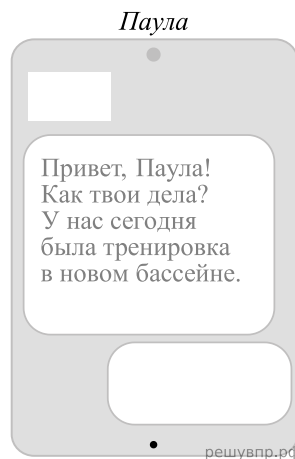 Паула
Привет, Паула!
Как твои дела?
У нас сегодня
была тренировка
в новом бассейне.
решувпр.рф